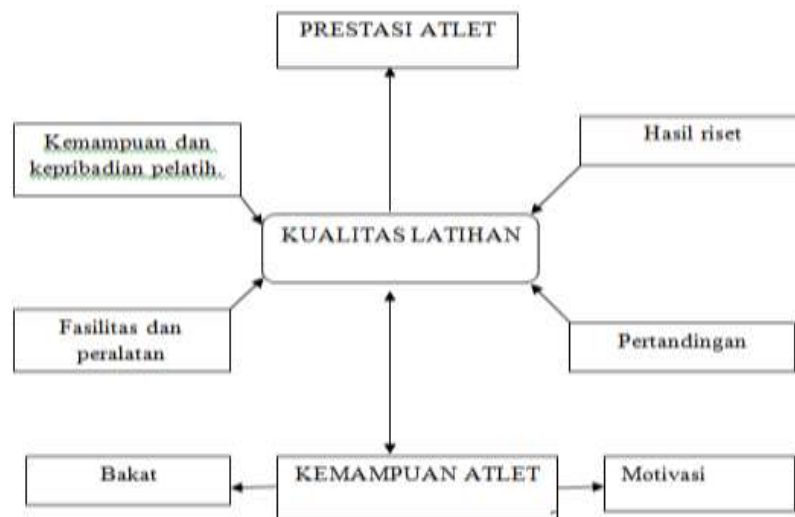 PRESTASI ATLET
Kemampuan dan
kepribadian pelatih.
Hasil riset
KUALITAS LATIHAN
Fasilitas dan
peralatan
Pertandingan
Bakat
KEMAMPUAN ATLET
Motivasi